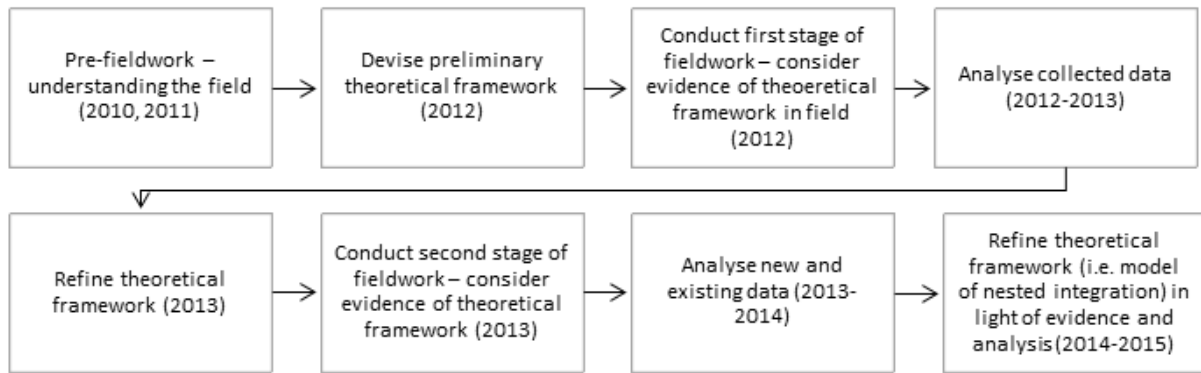 Pre-fieldwork –
understanding the field
(2010, 2011)
Devise preliminary
theoretical framework
(2012)
Conduct first stage of
fieldwork – consider
evidence of theoeretical
framework in field
(2012)
Analyse collected data
(2012-2013)
Refine theoretical
framework (2013)
Conduct second stage of
fieldwork – consider
evidence of theoretical
framework (2013)
Analyse new and
existing data (2013-
2014)
Refine theoretical
framework (i.e. model
of nested integration) in
light of evidence and
analysis (2014-2015)